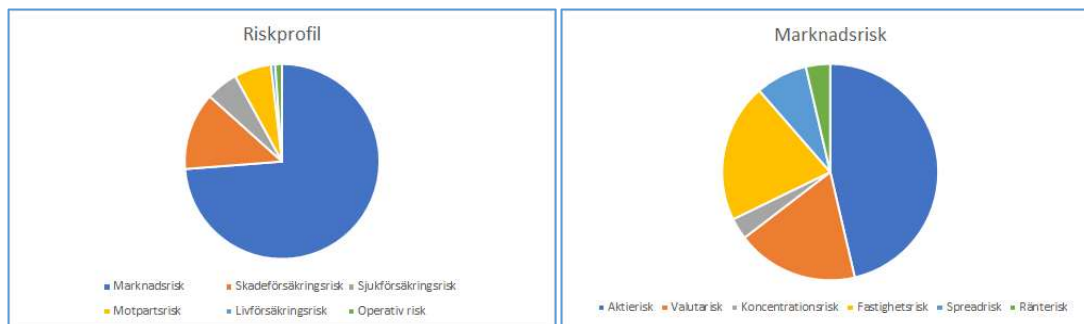 Riskprofil
Marknadsrisk Skadeförsäkringsrisk Sjukförsäkringsrisk
Motpartsrisk Livförsäkringsrisk Operativ risk
Marknadsrisk
Aktierisk Valutarisk Koncentrationsrisk Fastighetsrisk Spreadrisk Ränterisk